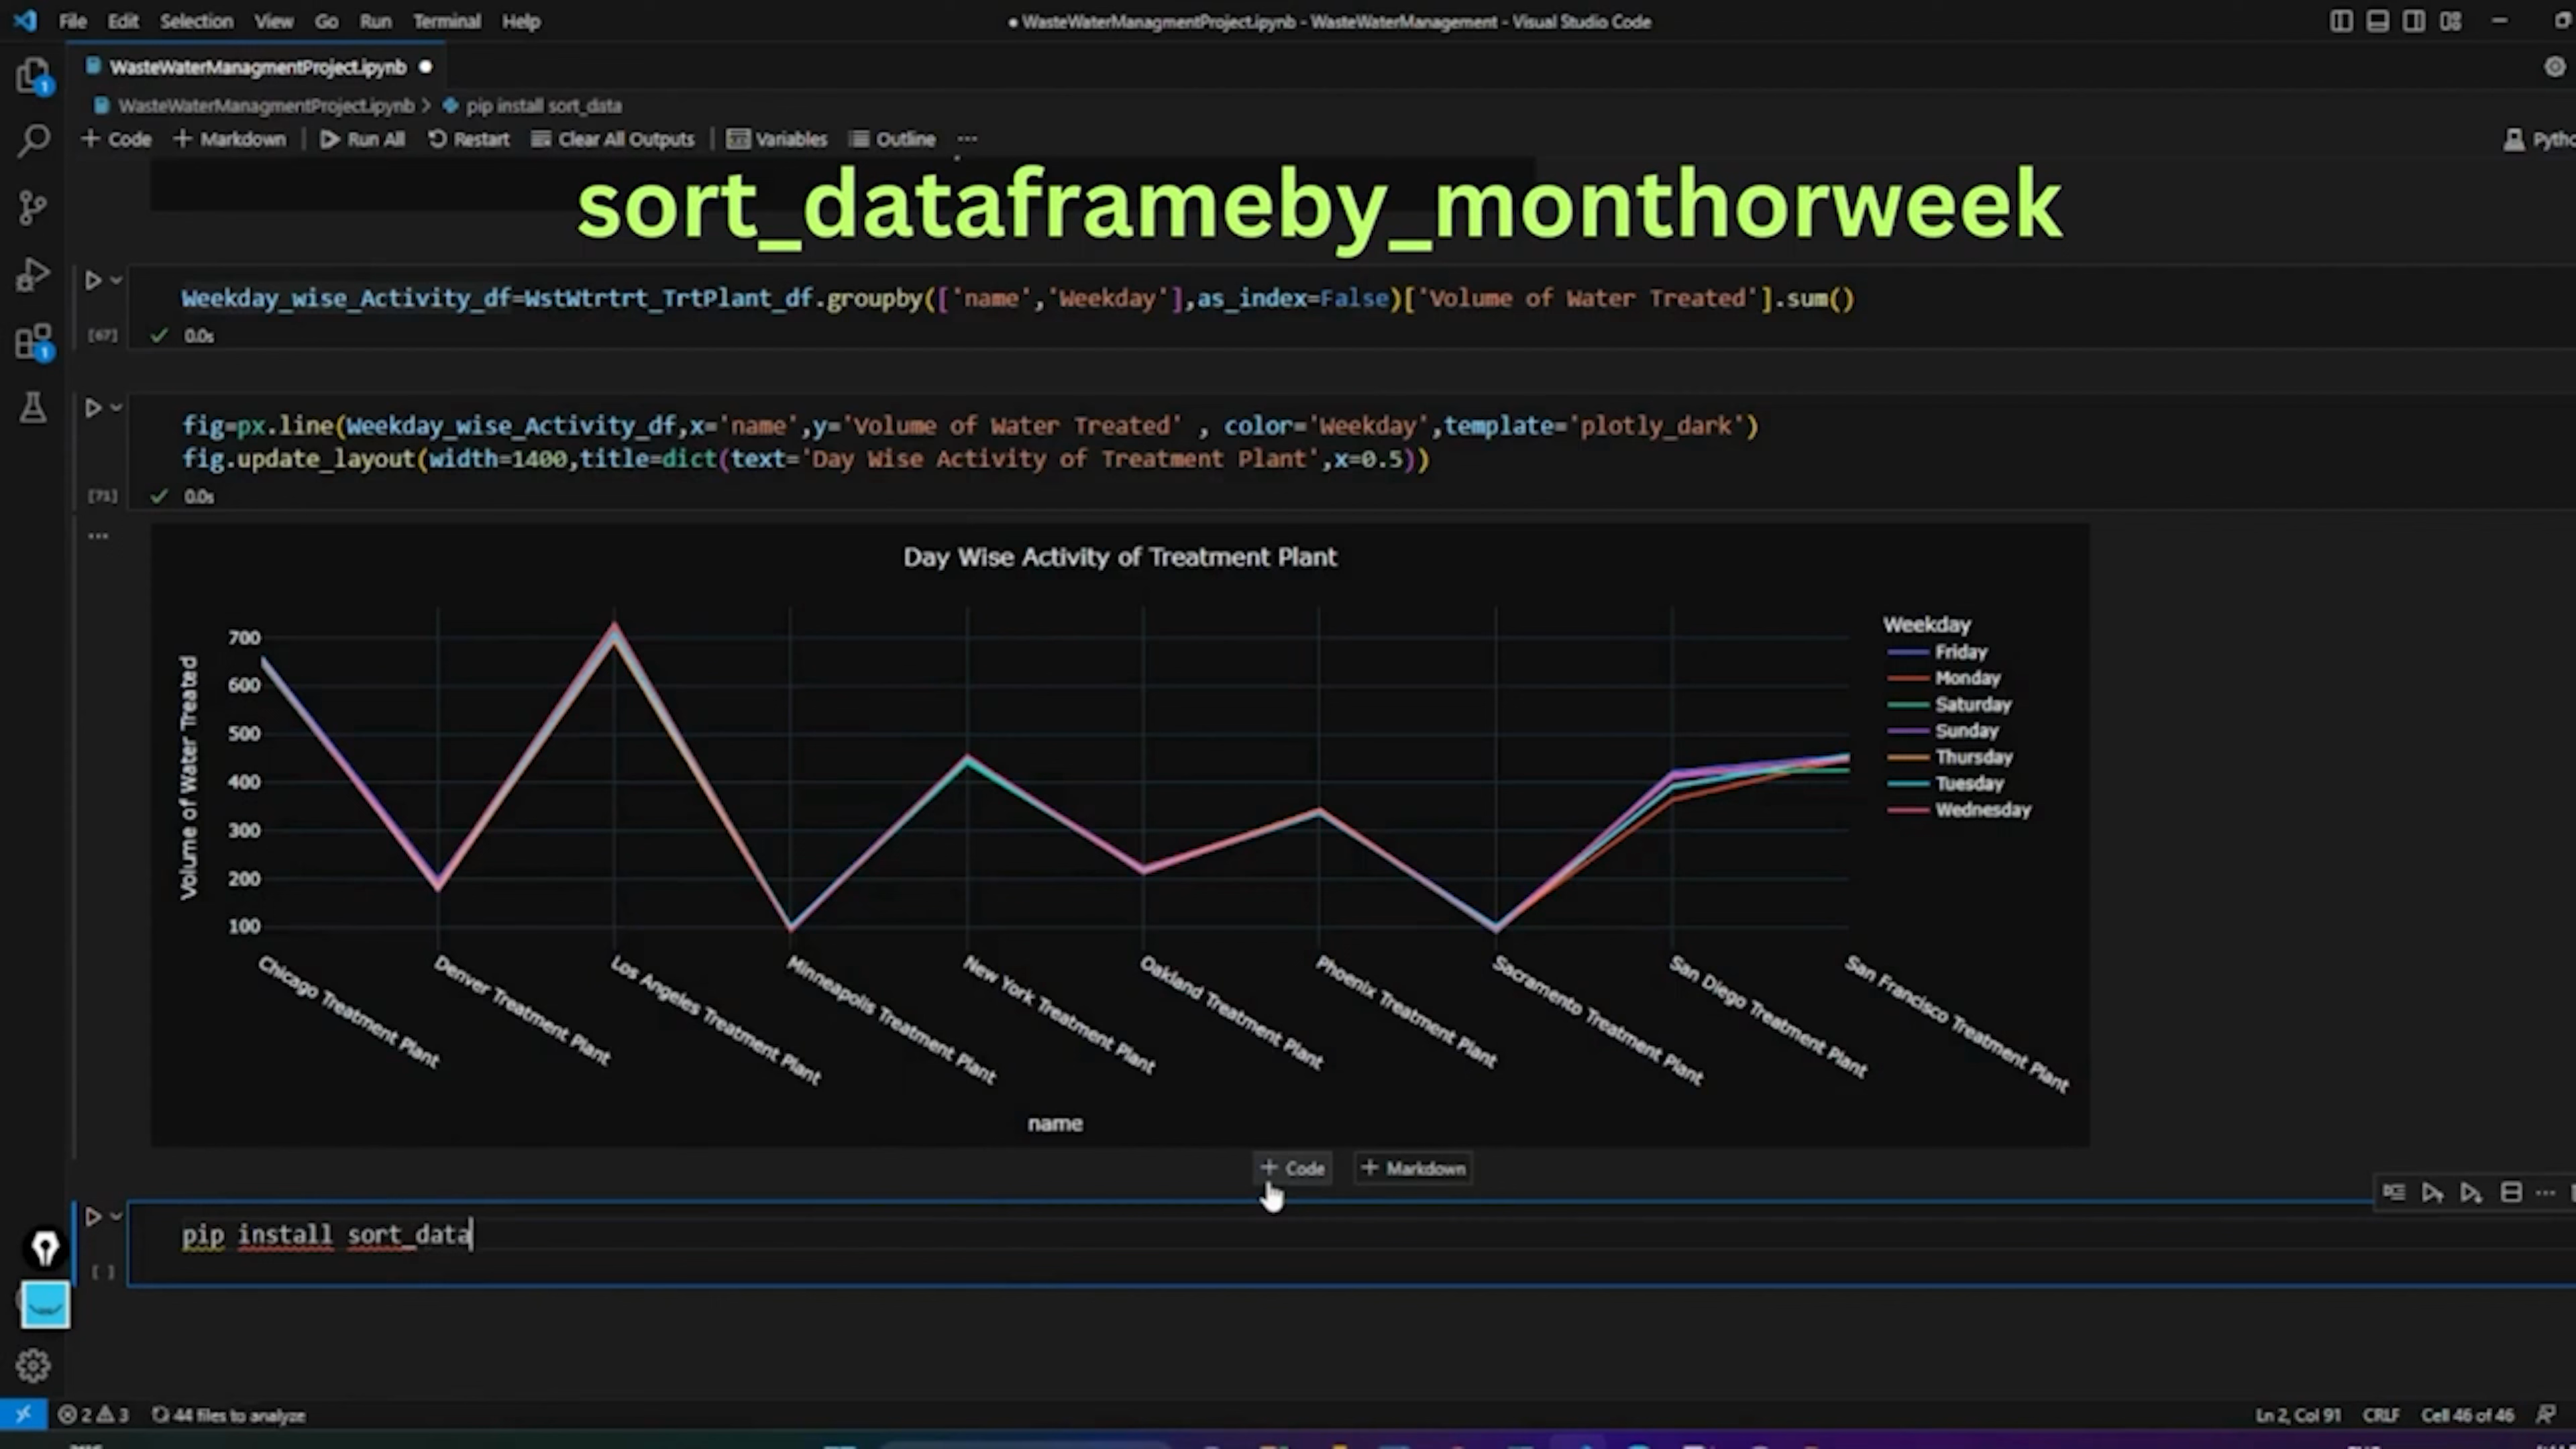 File Edit Selection View Go Run Terminal Help
● WasteWaterManagmentProject.ipynb - WasteWaterManagement - Visual Studio Code
WasteWaterManagmentProject.ipynb ●
WasteWaterManagmentProject.ipynb > pip install sort_data
+ Code + Markdown | Run All Restart Clear All Outputs | Variables Outline ...
sort_dataframeby_monthorweek
Weekday_wise_Activity_df=WstWtrtrt_TrtPlant_df.groupby(['name','Weekday'],as_index=False)['Volume of Water Treated'].sum()
[67] ✓ 0.0s
fig=px.line(Weekday_wise_Activity_df,x='name',y='Volume of Water Treated' , color='Weekday',template='plotly_dark')
fig.update_layout(width=1400,title=dict(text='Day Wise Activity of Treatment Plant',x=0.5))
[71] ✓ 0.0s
...
Day Wise Activity of Treatment Plant
Volume of Water Treated
700
600
500
400
300
200
100
Weekday
Friday
Monday
Saturday
Sunday
Thursday
Tuesday
Wednesday
Chicago Treatment Plant
Denver Treatment Plant
Los Angeles Treatment Plant
Minneapolis Treatment Plant
New York Treatment Plant
Oakland Treatment Plant
Phoenix Treatment Plant
Sacramento Treatment Plant
San Diego Treatment Plant
San Francisco Treatment Plant
name
+ Code + Markdown
pip install sort_data
[ ]
1
1
2 3 44 files to analyze
Ln 2, Col 91 CRLF Cell 46 of 46